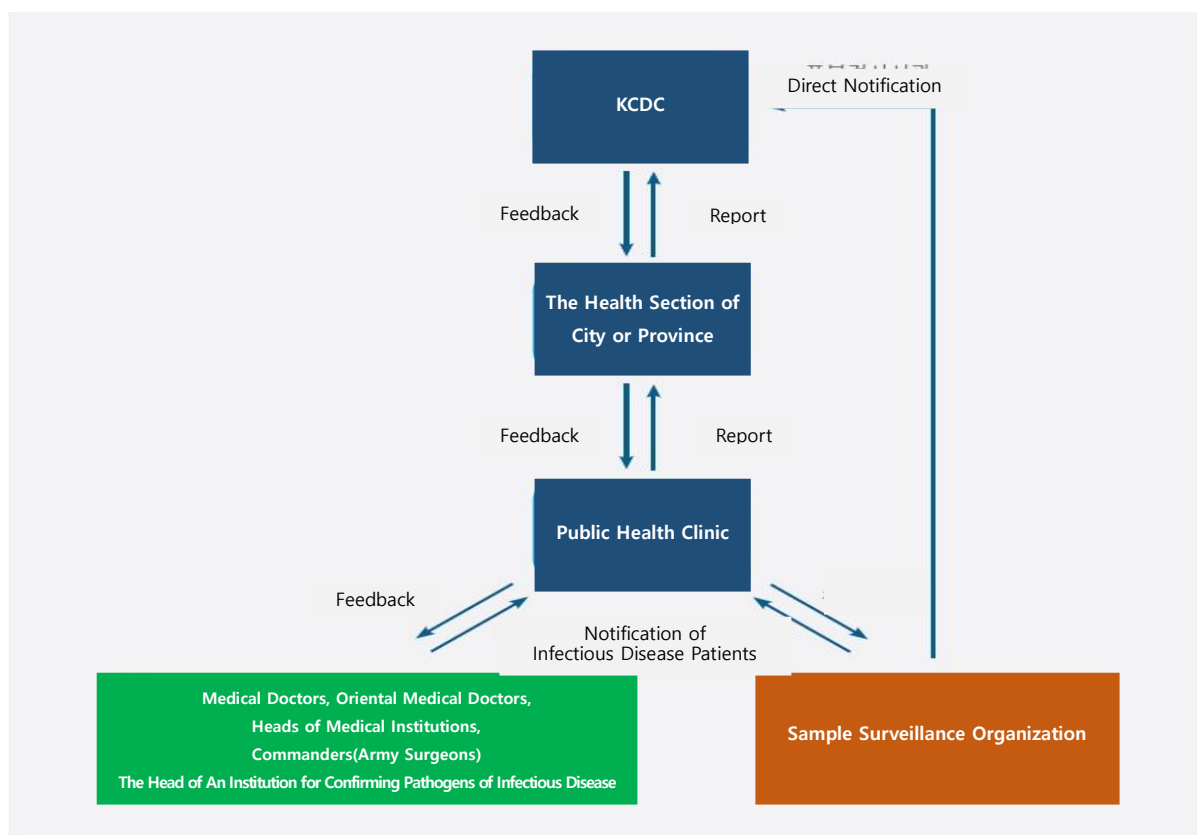 KCDC
Direct Notification
Feedback
Report
The Health Section of
City or Province
Feedback
Report
Public Health Clinic
Feedback
Notification of
Infectious Disease Patients
Medical Doctors, Oriental Medical Doctors,
Heads of Medical Institutions,
Commanders(Army Surgeons)
The Head of An Institution for Confirming Pathogens of Infectious Disease
Sample Surveillance Organization